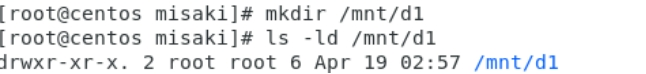 [root@centos misaki]# mkdir /mnt/d1
[root@centos misaki]# ls -ld /mnt/d1
drwxr-xr-x. 2 root root 6 Apr 19 02:57 /mnt/d1